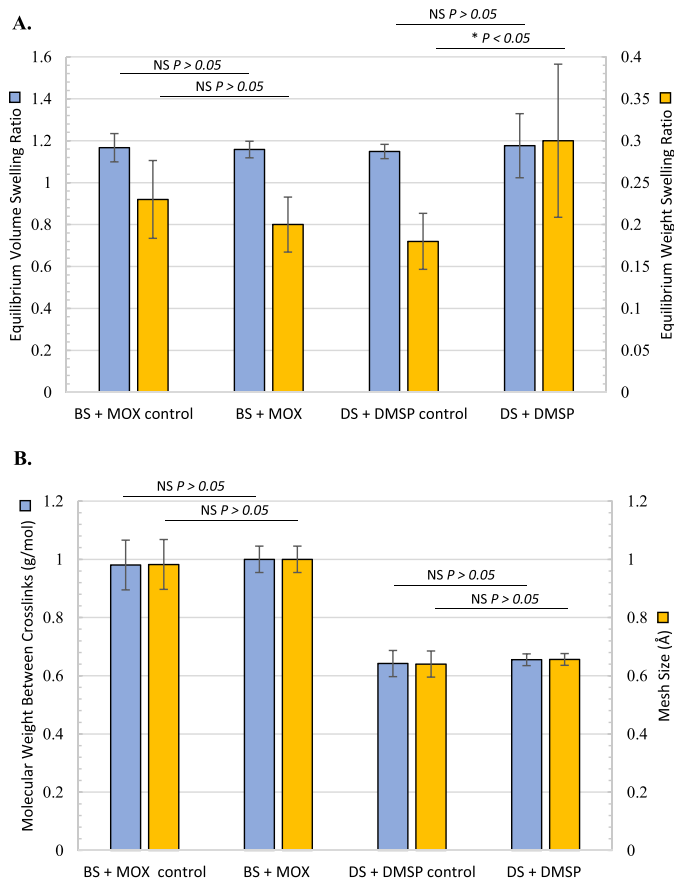 A.
NS P > 0.05
* P < 0.05
NS P > 0.05
NS P > 0.05
Equilibrium Volume Swelling Ratio
1.6
1.4
1.2
1
0.8
0.6
0.4
0.2
0
0.4
0.35
0.3
0.25
0.2
0.15
0.1
0.05
0
Equilibrium Weight Swelling Ratio
BS + MOX control
BS + MOX
DS + DMSP control
DS + DMSP
B.
NS P > 0.05
NS P > 0.05
NS P > 0.05
NS P > 0.05
Molecular Weight Between Crosslinks (g/mol)
1.2
1
0.8
0.6
0.4
0.2
0
1.2
1
0.8
0.6
0.4
0.2
0
Mesh Size (Å)
BS + MOX control
BS + MOX
DS + DMSP control
DS + DMSP